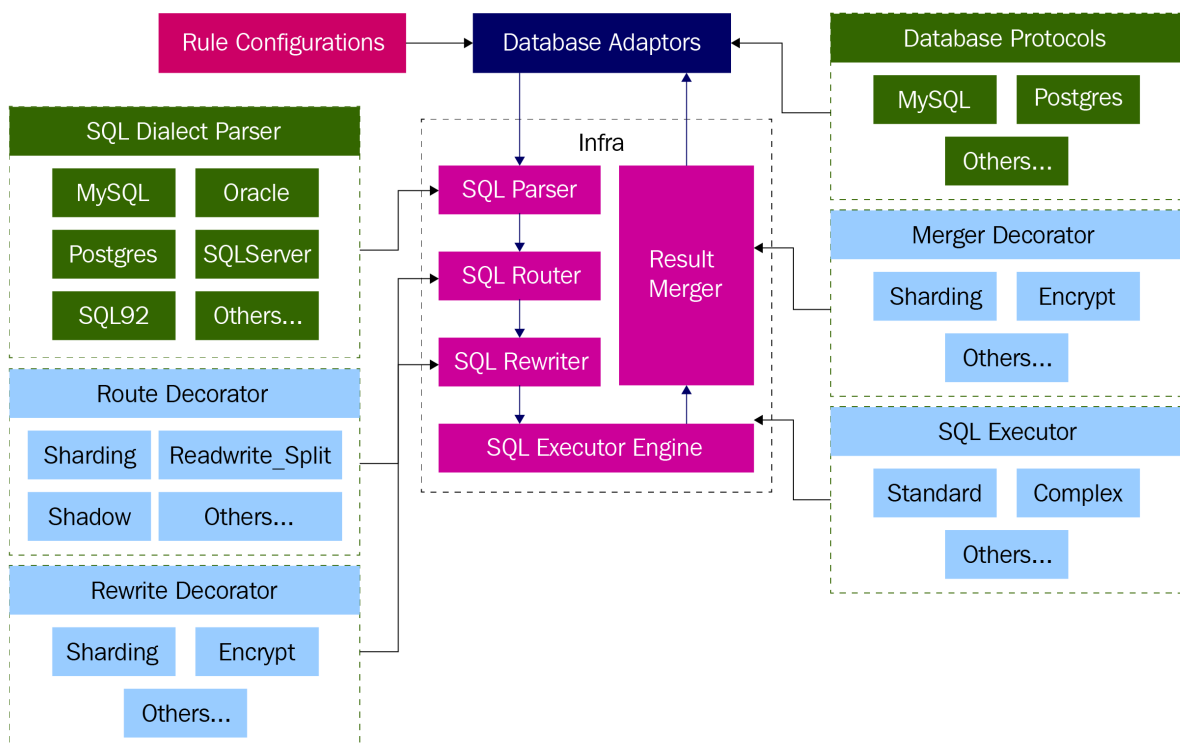 Rule Configurations
Database Adaptors
Database Protocols
MySQL
Postgres
Others...
SQL Dialect Parser
MySQL
Oracle
Postgres
SQLServer
SQL92
Others...
Infra
SQL Parser
SQL Router
SQL Rewriter
Result
Merger
SQL Executor Engine
Merger Decorator
Sharding
Encrypt
Others...
Route Decorator
Sharding
Readwrite_Split
Shadow
Others...
SQL Executor
Standard
Complex
Others...
Rewrite Decorator
Sharding
Encrypt
Others...